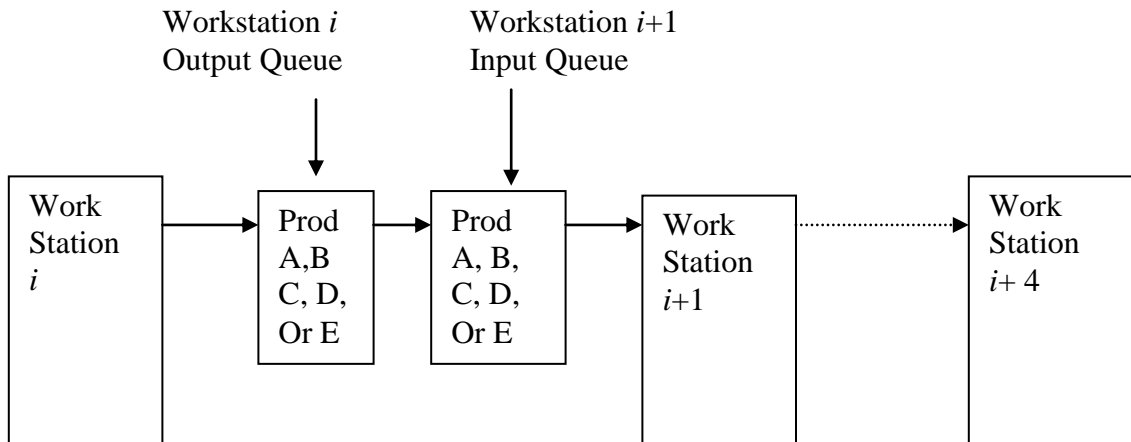 Workstation i
Output Queue
Workstation i+1
Input Queue
Work
Station
i
Prod
A,B
C, D,
Or E
Prod
A, B,
C, D,
Or E
Work
Station
i+1
Work
Station
i+ 4